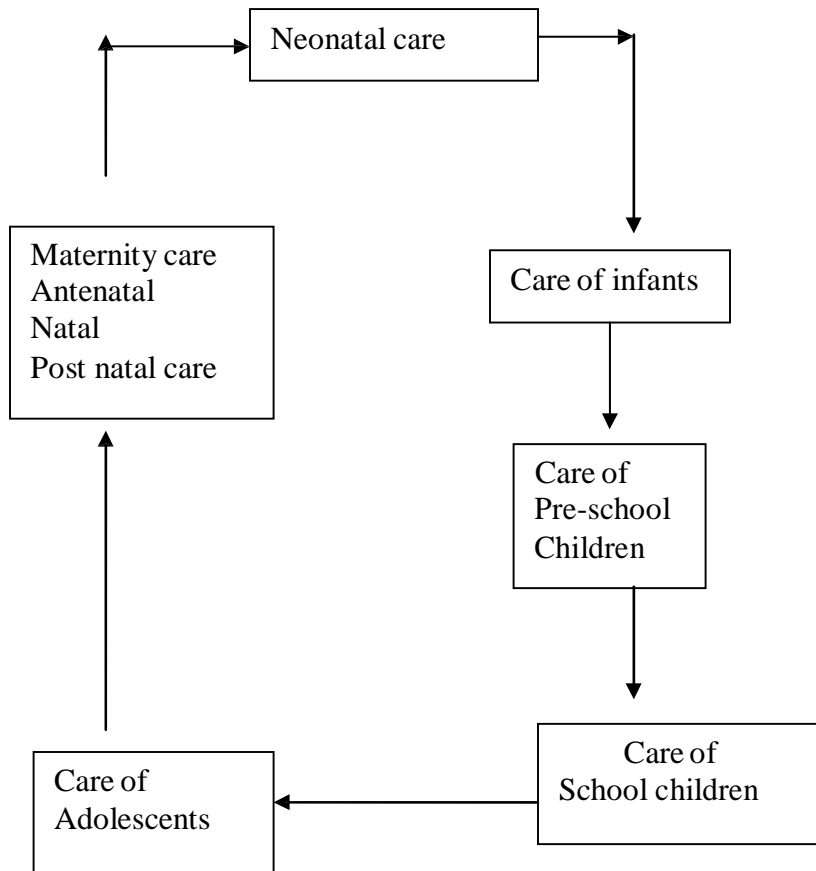 Neonatal care
Maternity care
Antenatal
Natal
Post natal care
Care of infants
Care of
Pre-school
Children
Care of
School children
Care of
Adolescents